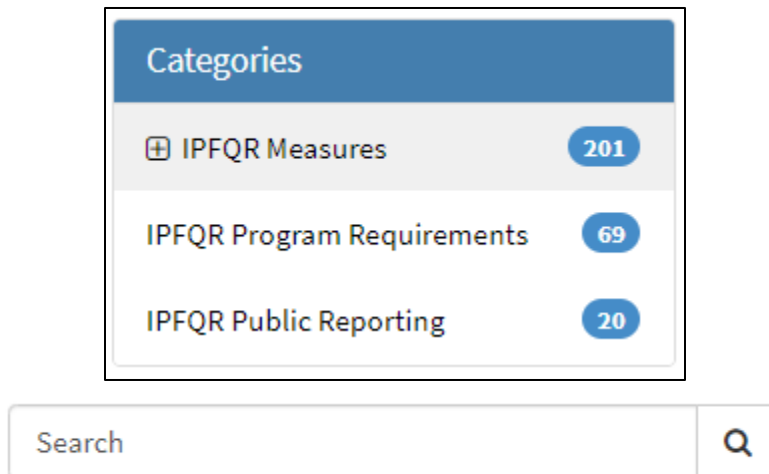 Categories
IPFQR Measures 201
IPFQR Program Requirements 69
IPFQR Public Reporting 20
Search